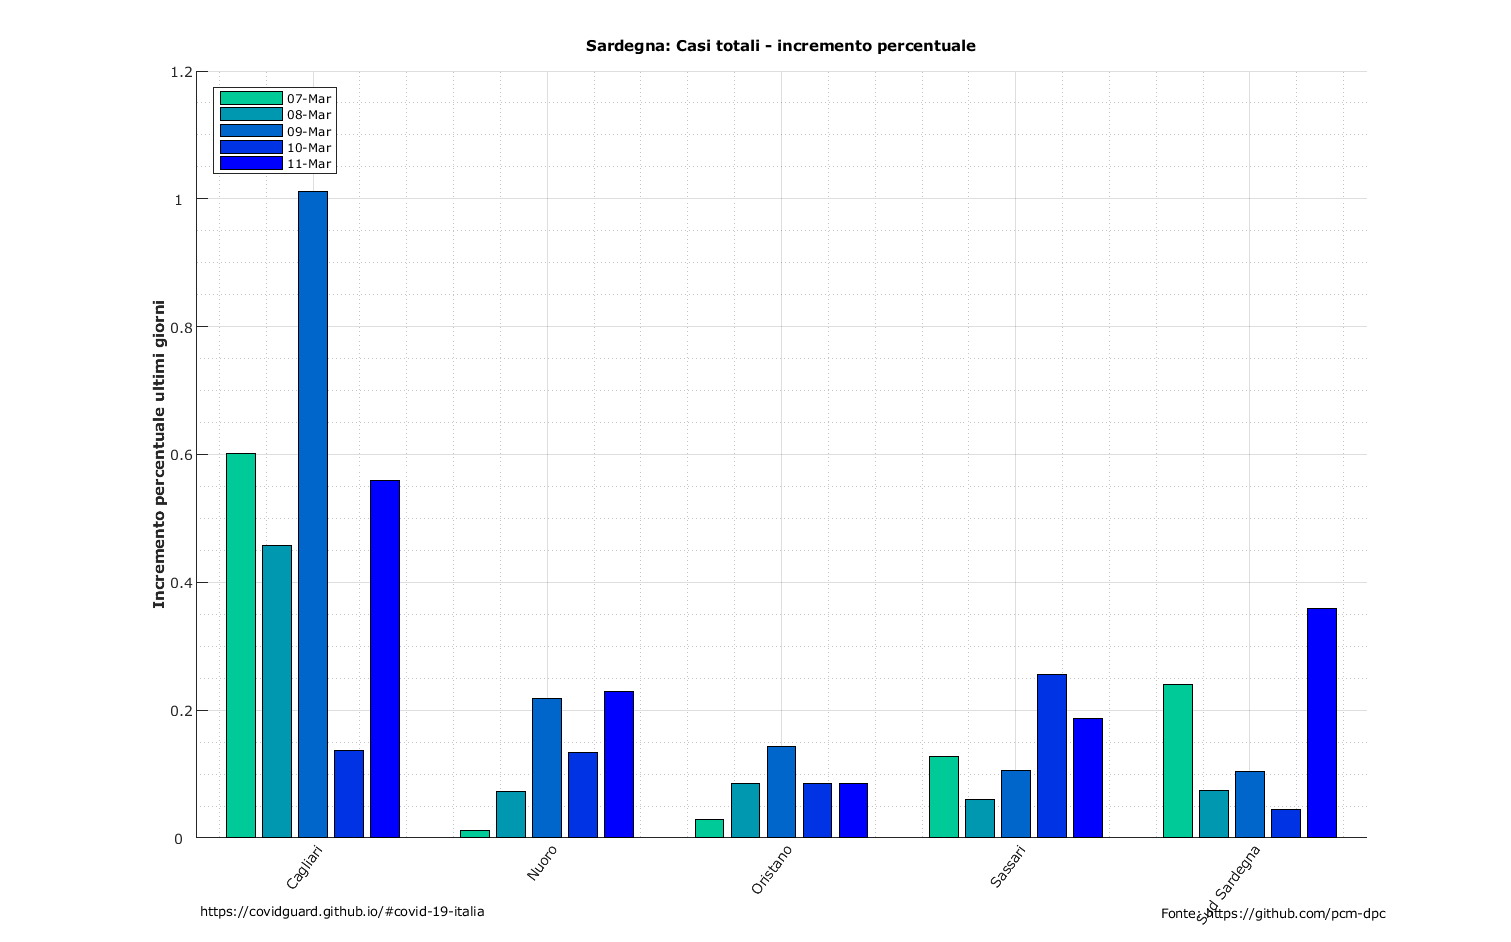 Sardegna: Casi totali - incremento percentuale
Incremento percentuale ultimi giorni
1.2
1
0.8
0.6
0.4
0.2
0
07-Mar
08-Mar
09-Mar
10-Mar
11-Mar
Cagliari
Nuoro
Oristano
Sassari
Sud Sardegna
https://covidguard.github.io/#covid-19-italia
Fonte: https://github.com/pcm-dpc